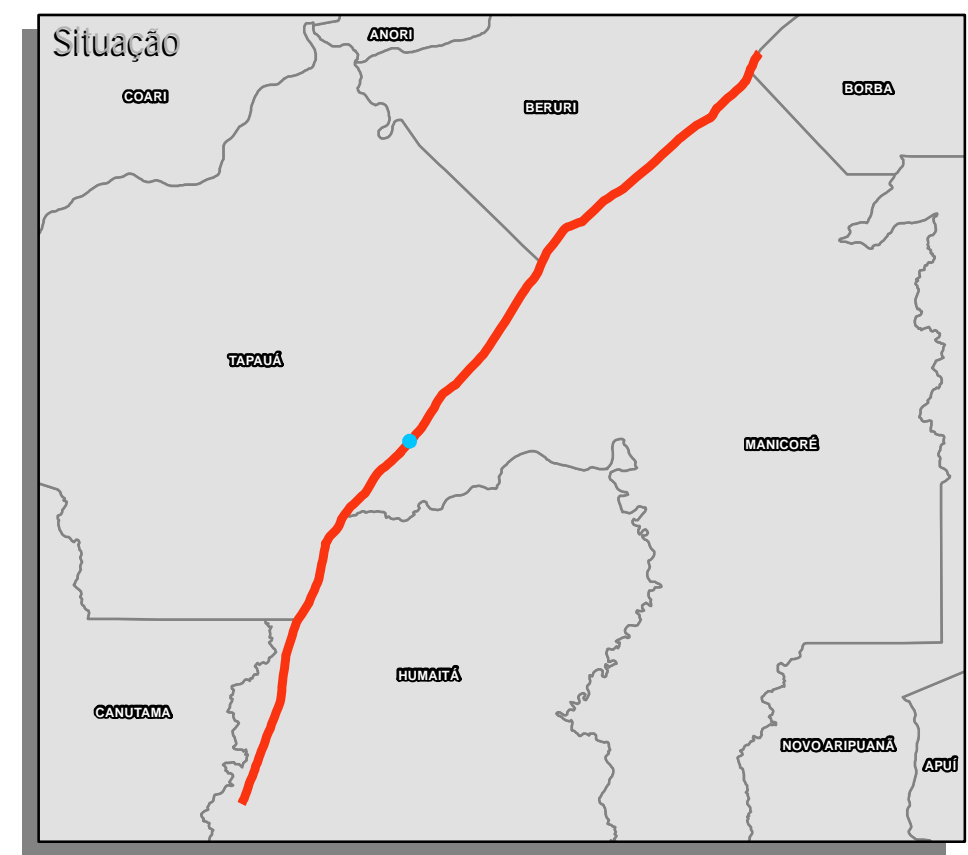 Situação
ANORI
COARI
BERURI
BORBA
TAPAUÁ
MANICORÉ
HUMAITÁ
CANUTAMA
NOVO ARIPUANÃ
APUÍ